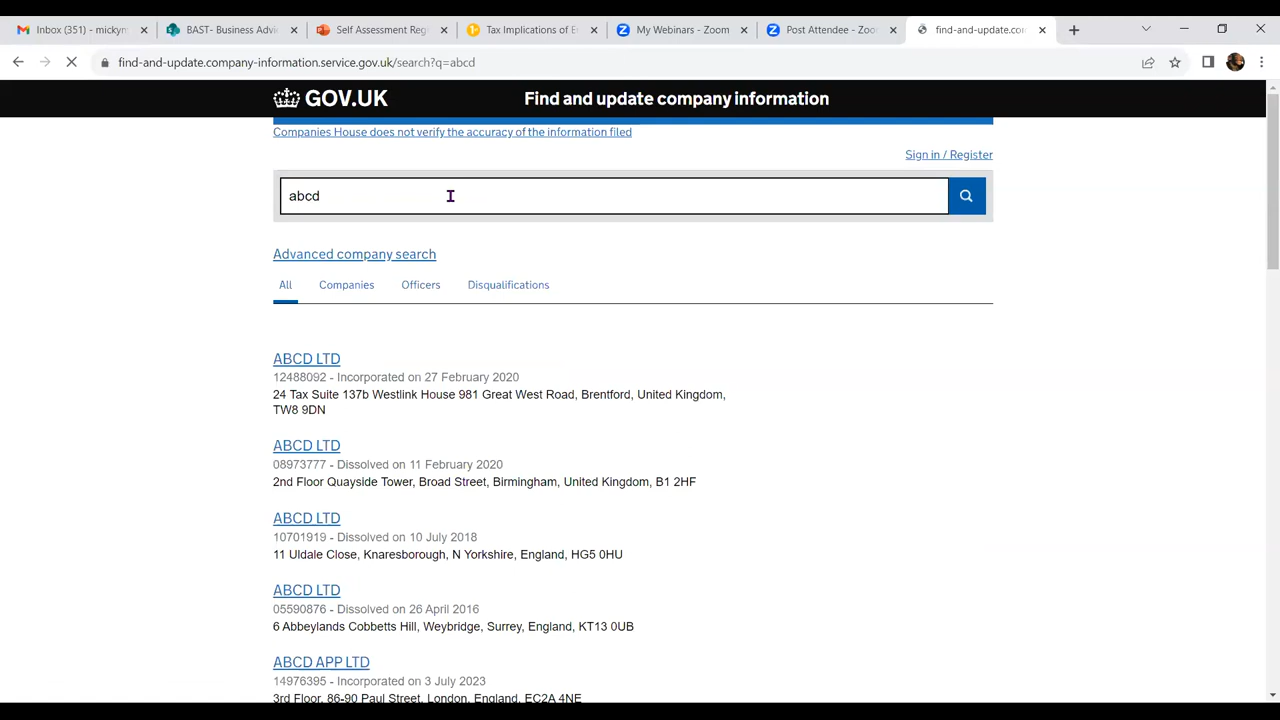 Inbox (351) - mickym
BAST- Business Advi
Self Assessment Reg
Tax Implications of E
My Webinars - Zoom
Post Attendee - Zoo
find-and-update.co
find-and-update.company-information.service.gov.uk/search?q=abcd
GOV.UK
Find and update company information
Companies House does not verify the accuracy of the information filed
Sign in / Register
abcd
Advanced company search
All
Companies
Officers
Disqualifications
ABCD LTD
12488092 - Incorporated on 27 February 2020
24 Tax Suite 137b Westlink House 981 Great West Road, Brentford, United Kingdom,
TW8 9DN
ABCD LTD
08973777 - Dissolved on 11 February 2020
2nd Floor Quayside Tower, Broad Street, Birmingham, United Kingdom, B1 2HF
ABCD LTD
10701919 - Dissolved on 10 July 2018
11 Uldale Close, Knaresborough, N Yorkshire, England, HG5 0HU
ABCD LTD
05590876 - Dissolved on 26 April 2016
6 Abbeylands Cobbetts Hill, Weybridge, Surrey, England, KT13 0UB
ABCD APP LTD
14976395 - Incorporated on 3 July 2023
3rd Floor, 86-90 Paul Street, London, England, EC2A 4NE